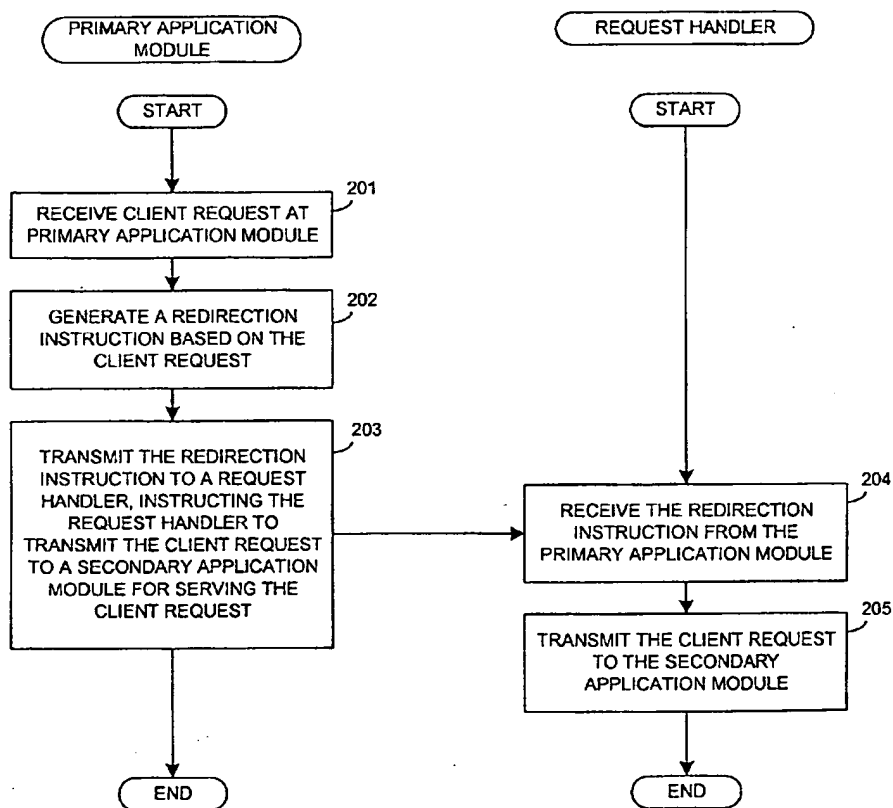 PRIMARY APPLICATION
MODULE
START
201
RECEIVE CLIENT REQUEST AT
PRIMARY APPLICATION MODULE
202
GENERATE A REDIRECTION
INSTRUCTION BASED ON THE
CLIENT REQUEST
203
TRANSMIT THE REDIRECTION
INSTRUCTION TO A REQUEST
HANDLER, INSTRUCTING THE
REQUEST HANDLER TO
TRANSMIT THE CLIENT REQUEST
TO A SECONDARY APPLICATION
MODULE FOR SERVING THE
CLIENT REQUEST
END
REQUEST HANDLER
START
204
RECEIVE THE REDIRECTION
INSTRUCTION FROM THE
PRIMARY APPLICATION MODULE
205
TRANSMIT THE CLIENT REQUEST
TO THE SECONDARY
APPLICATION MODULE
END